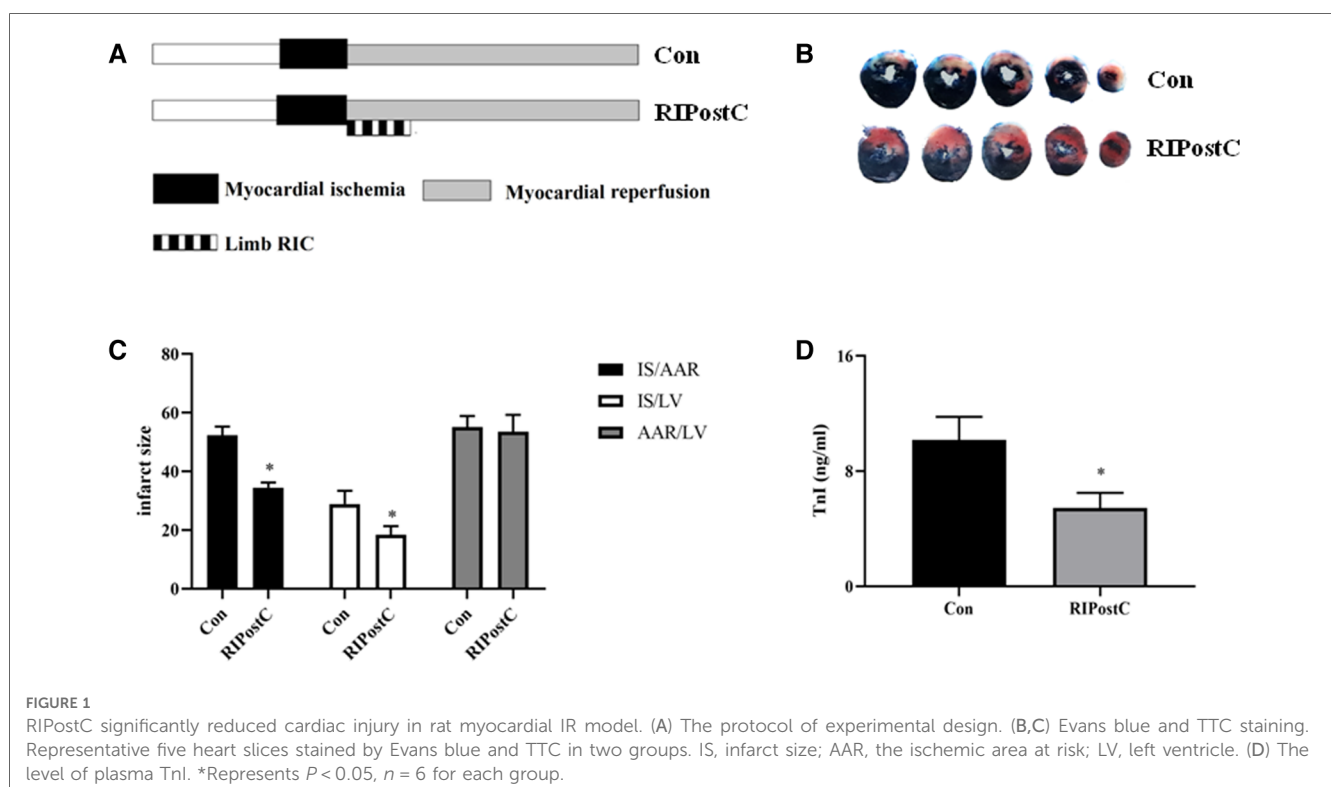 A
Con
RIPostC
Myocardial ischemia
Myocardial reperfusion
Limb RIC
B
Con
RIPostC
C
80
60
40
20
0
infarct size
*
*
Con
RIPostC
Con
RIPostC
Con
RIPostC
IS/AAR
IS/LV
AAR/LV
D
16
8
0
TnI (ng/ml)
*
Con
RIPostC
FIGURE 1
RIPostC significantly reduced cardiac injury in rat myocardial IR model. (A) The protocol of experimental design. (B,C) Evans blue and TTC staining.
Representative five heart slices stained by Evans blue and TTC in two groups. IS, infarct size; AAR, the ischemic area at risk; LV, left ventricle. (D) The
level of plasma TnI. *Represents P < 0.05, n = 6 for each group.